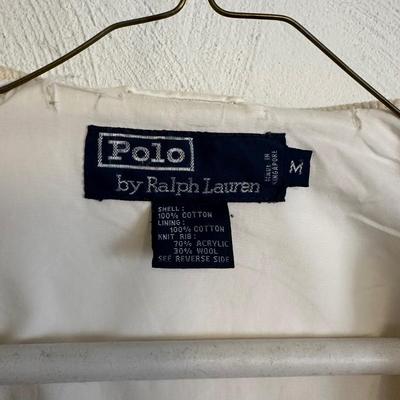 Polo
by Ralph Lauren
MADE IN
SINGAPORE
M
SHELL:
100% COTTON
LINING:
100% COTTON
KNIT RIB:
70% ACRYLIC
30% WOOL
SEE REVERSE SIDE